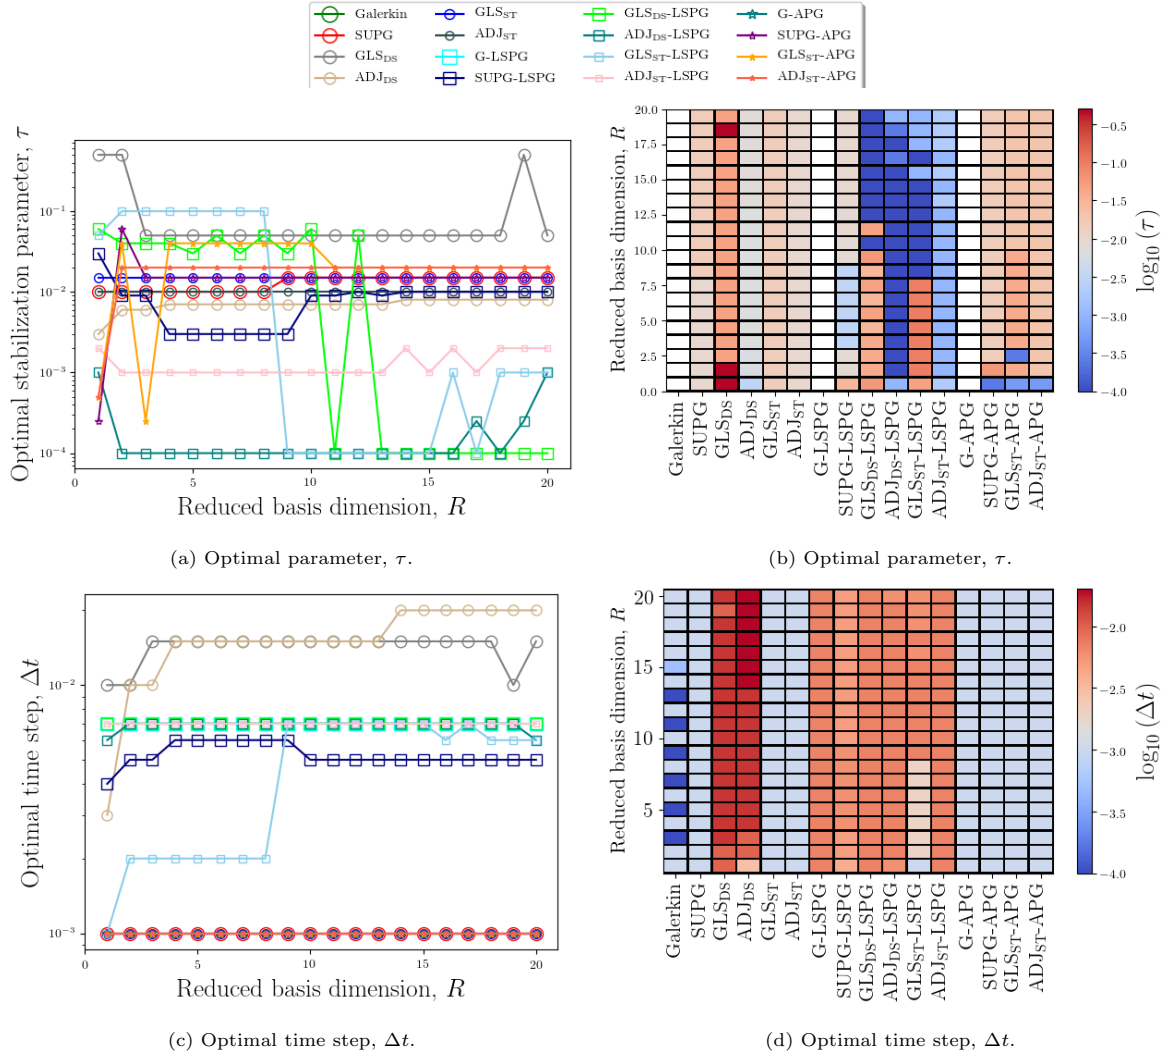 Galerkin
SUPG
GLS_DS
ADJ_DS
GLS_ST
ADJ_ST
G-LSPG
SUPG-LSPG
GLS_DS-LSPG
ADJ_DS-LSPG
GLS_ST-LSPG
ADJ_ST-LSPG
G-APG
SUPG-APG
GLS_ST-APG
ADJ_ST-APG
Optimal stabilization parameter, τ
10⁻¹
10⁻²
10⁻³
10⁻⁴
0 5 10 15 20
Reduced basis dimension, R
(a) Optimal parameter, τ.
Reduced basis dimension, R
20.0
17.5
15.0
12.5
10.0
7.5
5.0
2.5
0.0
Galerkin
SUPG
GLS_DS
ADJ_DS
GLS_ST
ADJ_ST
G-LSPG
SUPG-LSPG
GLS_DS-LSPG
ADJ_DS-LSPG
GLS_ST-LSPG
ADJ_ST-LSPG
G-APG
SUPG-APG
GLS_ST-APG
ADJ_ST-APG
−0.5
−1.0
−1.5
−2.0
−2.5
−3.0
−3.5
−4.0
log₁₀ (τ)
(b) Optimal parameter, τ.
Optimal time step, Δt
10⁻²
10⁻³
0 5 10 15 20
Reduced basis dimension, R
(c) Optimal time step, Δt.
Reduced basis dimension, R
20
15
10
5
Galerkin
SUPG
GLS_DS
ADJ_DS
GLS_ST
ADJ_ST
G-LSPG
SUPG-LSPG
GLS_DS-LSPG
ADJ_DS-LSPG
GLS_ST-LSPG
ADJ_ST-LSPG
G-APG
SUPG-APG
GLS_ST-APG
ADJ_ST-APG
−2.0
−2.5
−3.0
−3.5
−4.0
log₁₀ (Δt)
(d) Optimal time step, Δt.